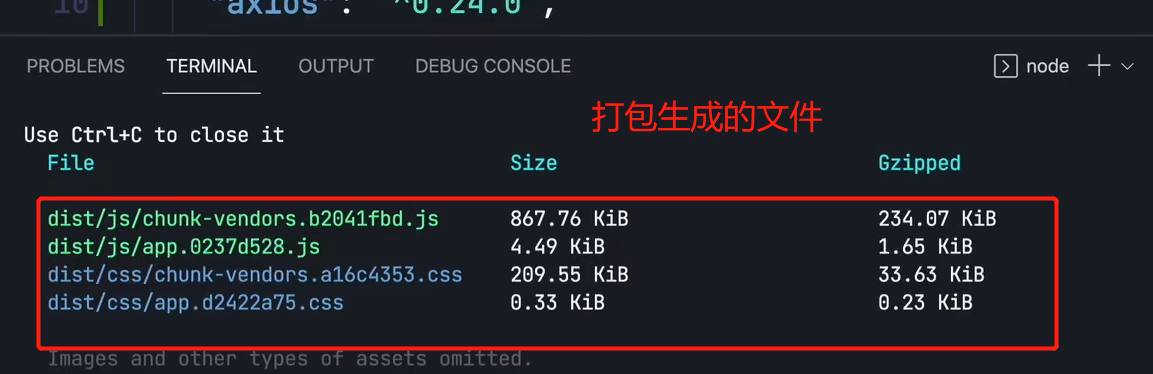 10 "axios": "^0.24.0",
PROBLEMS TERMINAL OUTPUT DEBUG CONSOLE node
打包生成的文件
Use Ctrl+C to close it
File Size Gzipped
dist/js/chunk-vendors.b2041fbd.js 867.76 KiB 234.07 KiB
dist/js/app.0237d528.js 4.49 KiB 1.65 KiB
dist/css/chunk-vendors.a16c4353.css 209.55 KiB 33.63 KiB
dist/css/app.d2422a75.css 0.33 KiB 0.23 KiB
Images and other types of assets omitted.